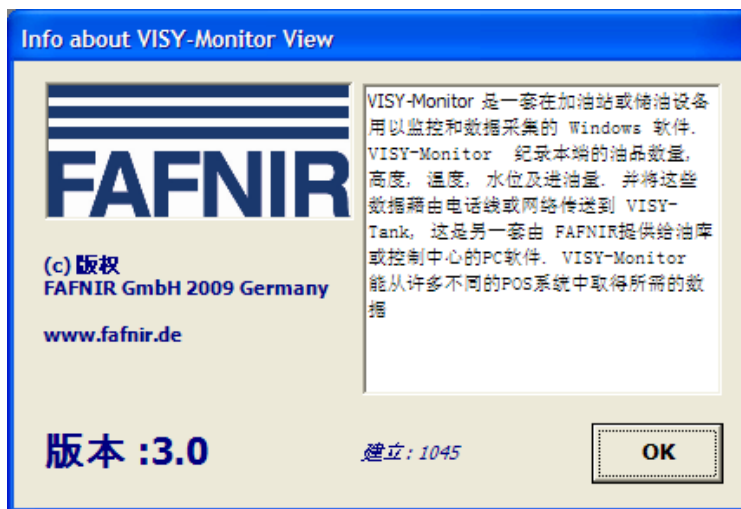 Info about VISY-Monitor View
FAFNIR
(c) 版权
FAFNIR GmbH 2009 Germany
www.fafnir.de
VISY-Monitor 是一套在加油站或储油设备
用以监控和数据采集的 Windows 软件.
VISY-Monitor 纪录本端的油品数量,
高度, 温度, 水位及进油量. 并将这些
数据藉由电话线或网络传送到 VISY-
Tank, 这是另一套由 FAFNIR提供给油库
或控制中心的PC软件. VISY-Monitor
能从许多不同的POS系统中取得所需的数
据
版本 :3.0
建立 : 1045
OK